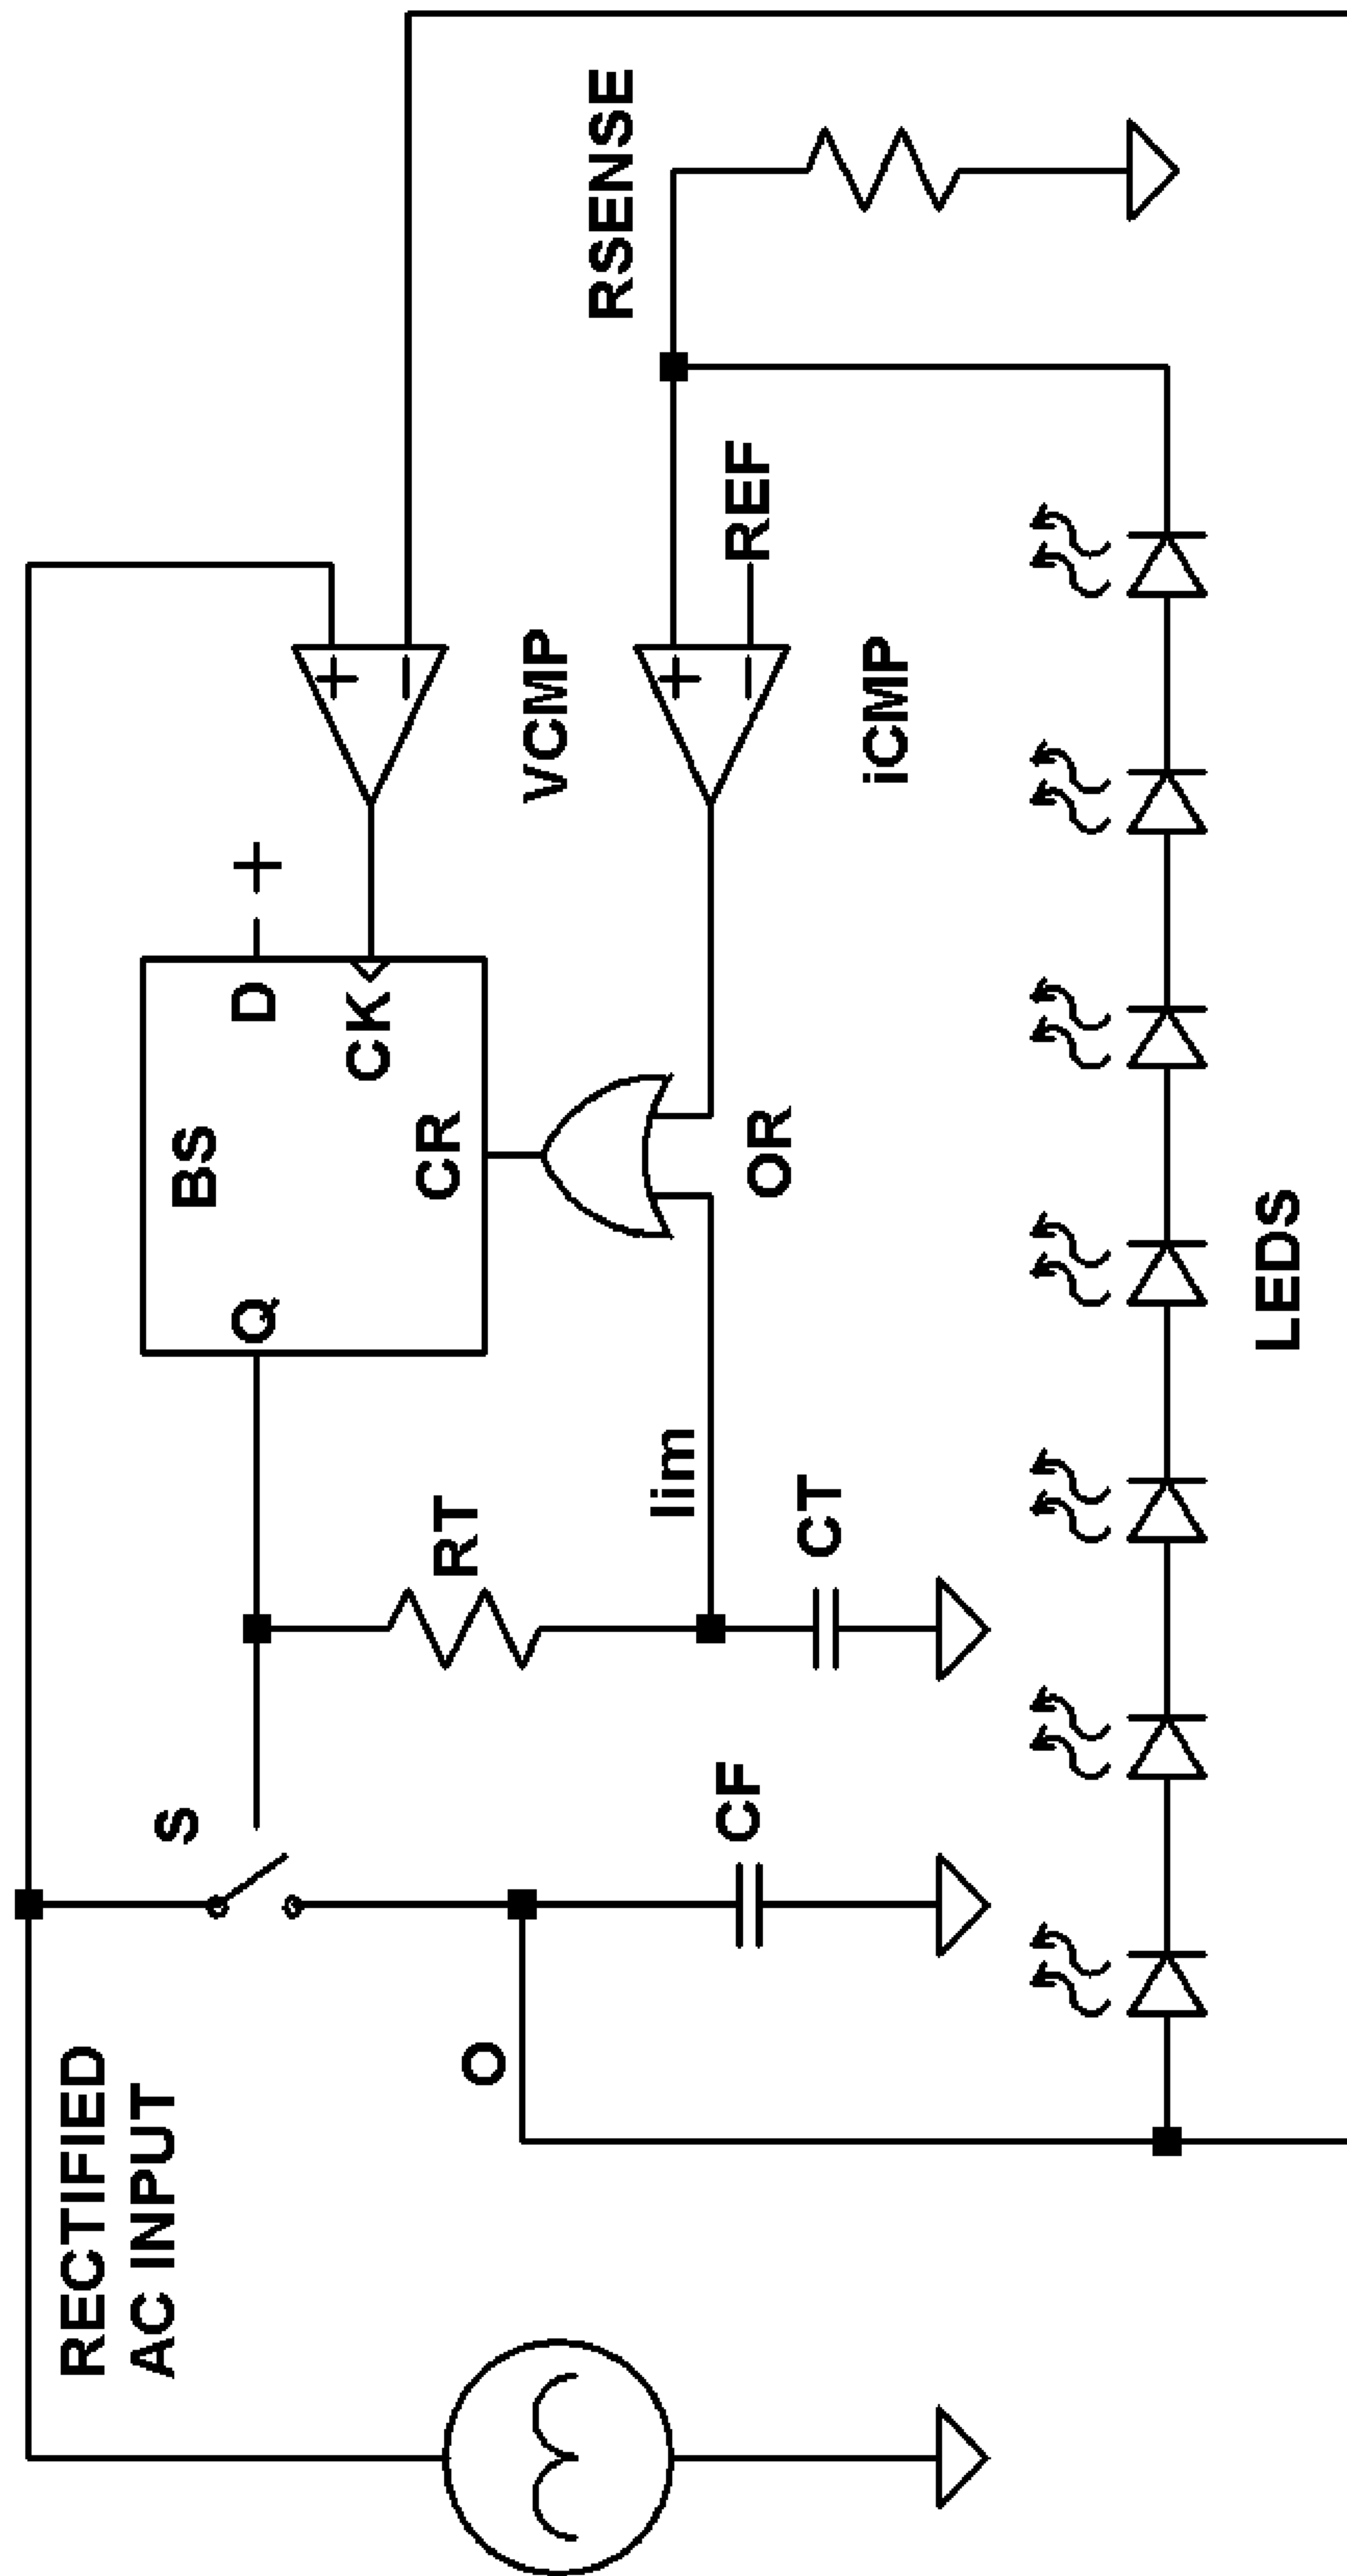 RECTIFIED
AC INPUT
S
BS
Q
D
+
CK
+
−
CR
RT
O
VCMP
RSENSE
lim
+
−
REF
CF
OR
CT
iCMP
LEDS